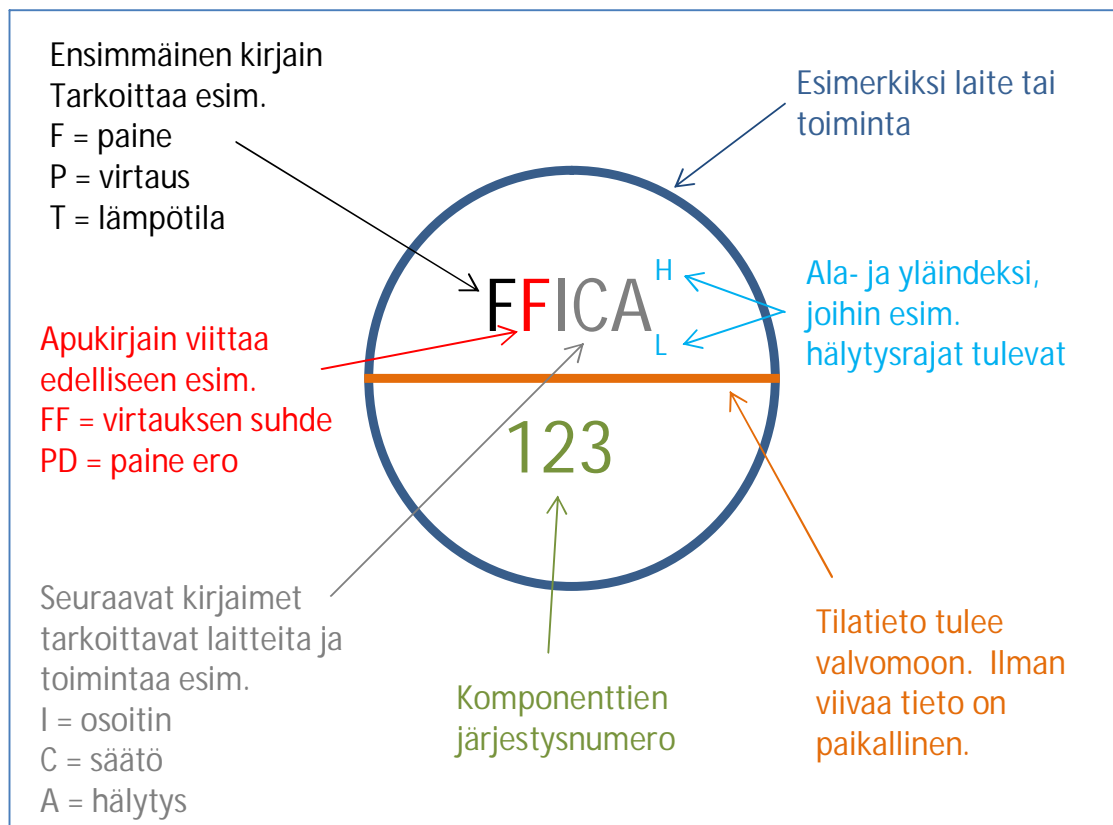 Ensimmäinen kirjain
Tarkoittaa esim.
F = paine
P = virtaus
T = lämpötila
Esimerkiksi laite tai
toiminta
FFICA
H
L
Ala- ja yläindeksi,
joihin esim.
hälytysrajat tulevat
Apukirjain viittaa
edelliseen esim.
FF = virtauksen suhde
PD = paine ero
123
Seuraavat kirjaimet
tarkoittavat laitteita ja
toimintaa esim.
I = osoitin
C = säätö
A = hälytys
Komponenttien
järjestysnumero
Tilatieto tulee
valvomoon. Ilman
viivaa tieto on
paikallinen.